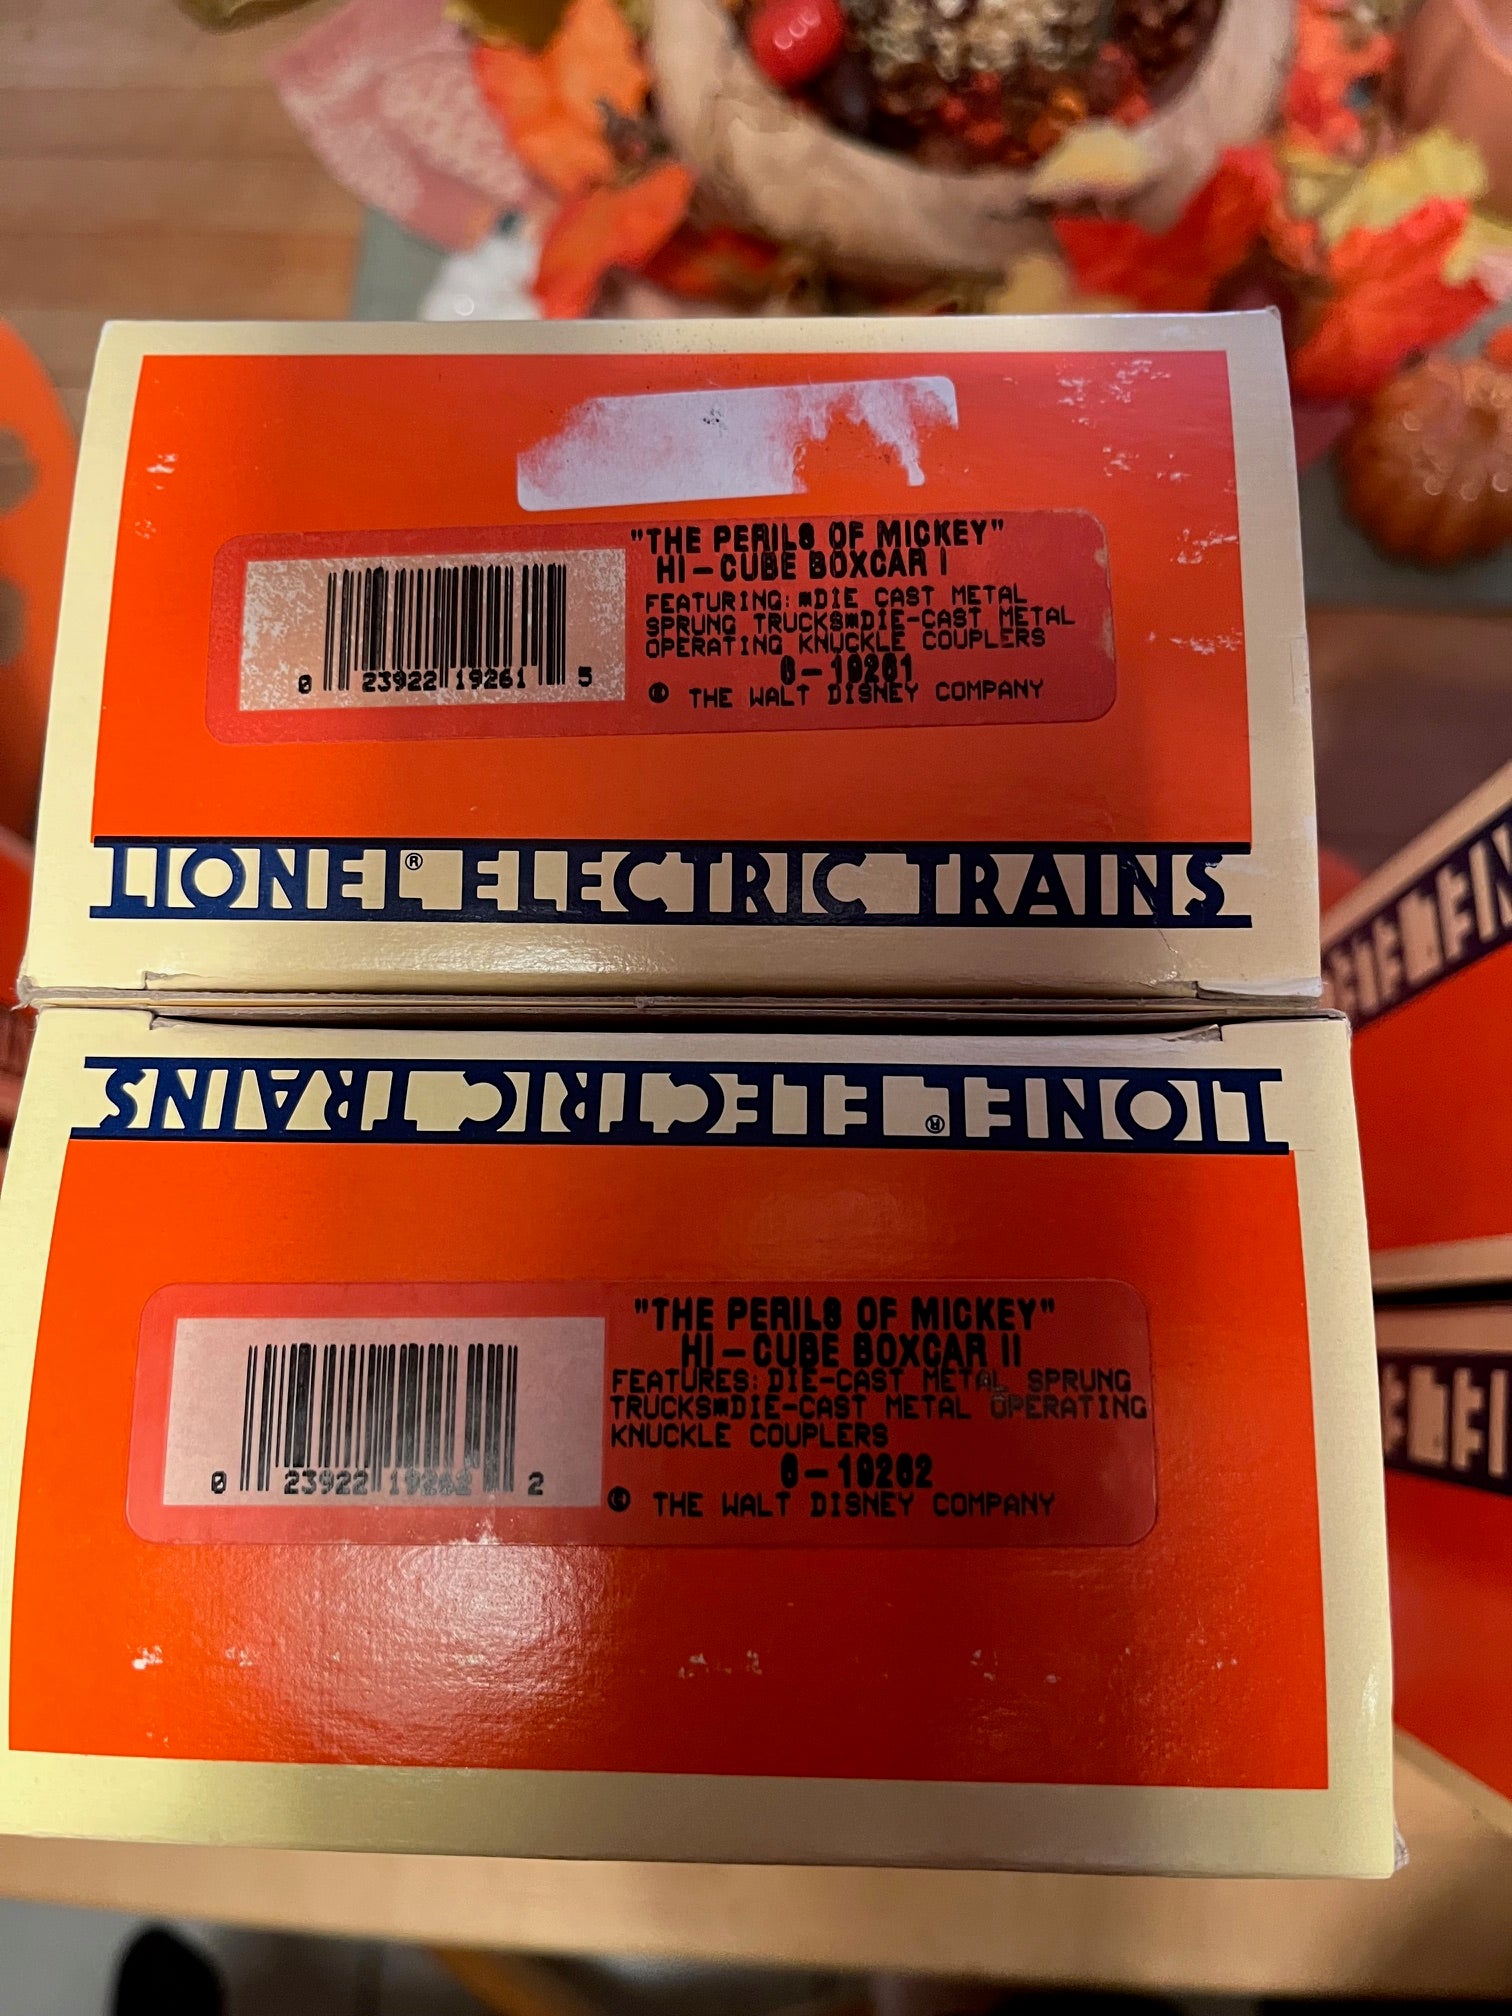 "THE PERILS OF MICKEY"
HI-CUBE BOXCAR I
FEATURING: *DIE CAST METAL
SPRUNG TRUCKS*DIE-CAST METAL
OPERATING KNUCKLE COUPLERS
6-19261
© THE WALT DISNEY COMPANY
0 23922 19261 5
LIONEL® ELECTRIC TRAINS
LIONEL® ELECTRIC TRAINS
"THE PERILS OF MICKEY"
HI-CUBE BOXCAR II
FEATURES: DIE-CAST METAL SPRUNG
TRUCKS*DIE-CAST METAL OPERATING
KNUCKLE COUPLERS
6-19262
© THE WALT DISNEY COMPANY
0 23922 19262 2